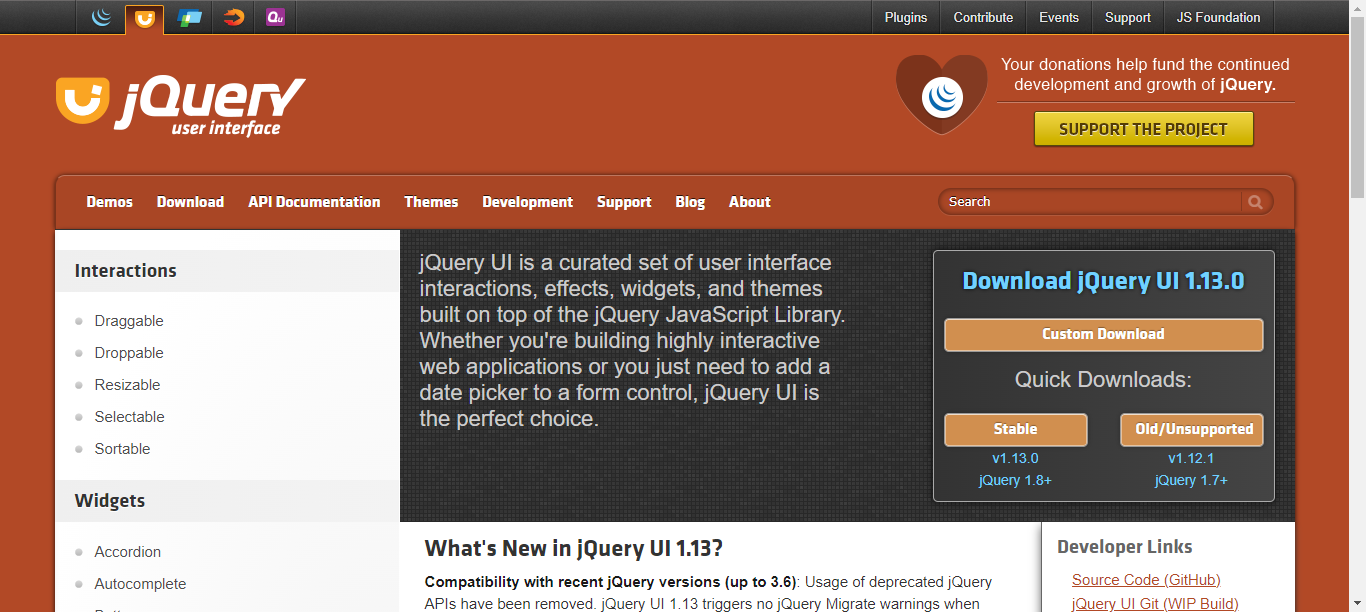 Qu
Plugins
Contribute
Events
Support
JS Foundation
jQuery
user interface
Your donations help fund the continued
development and growth of jQuery.
SUPPORT THE PROJECT
Demos
Download
API Documentation
Themes
Development
Support
Blog
About
Search
Interactions
Draggable
Droppable
Resizable
Selectable
Sortable
Widgets
Accordion
Autocomplete
jQuery UI is a curated set of user interface
interactions, effects, widgets, and themes
built on top of the jQuery JavaScript Library.
Whether you're building highly interactive
web applications or you just need to add a
date picker to a form control, jQuery UI is
the perfect choice.
Download jQuery UI 1.13.0
Custom Download
Quick Downloads:
Stable
v1.13.0
jQuery 1.8+
Old/Unsupported
v1.12.1
jQuery 1.7+
What's New in jQuery UI 1.13?
Compatibility with recent jQuery versions (up to 3.6): Usage of deprecated jQuery
APIs have been removed. jQuery UI 1.13 triggers no jQuery Migrate warnings when
Developer Links
Source Code (GitHub)
jQuery UI Git (WIP Build)